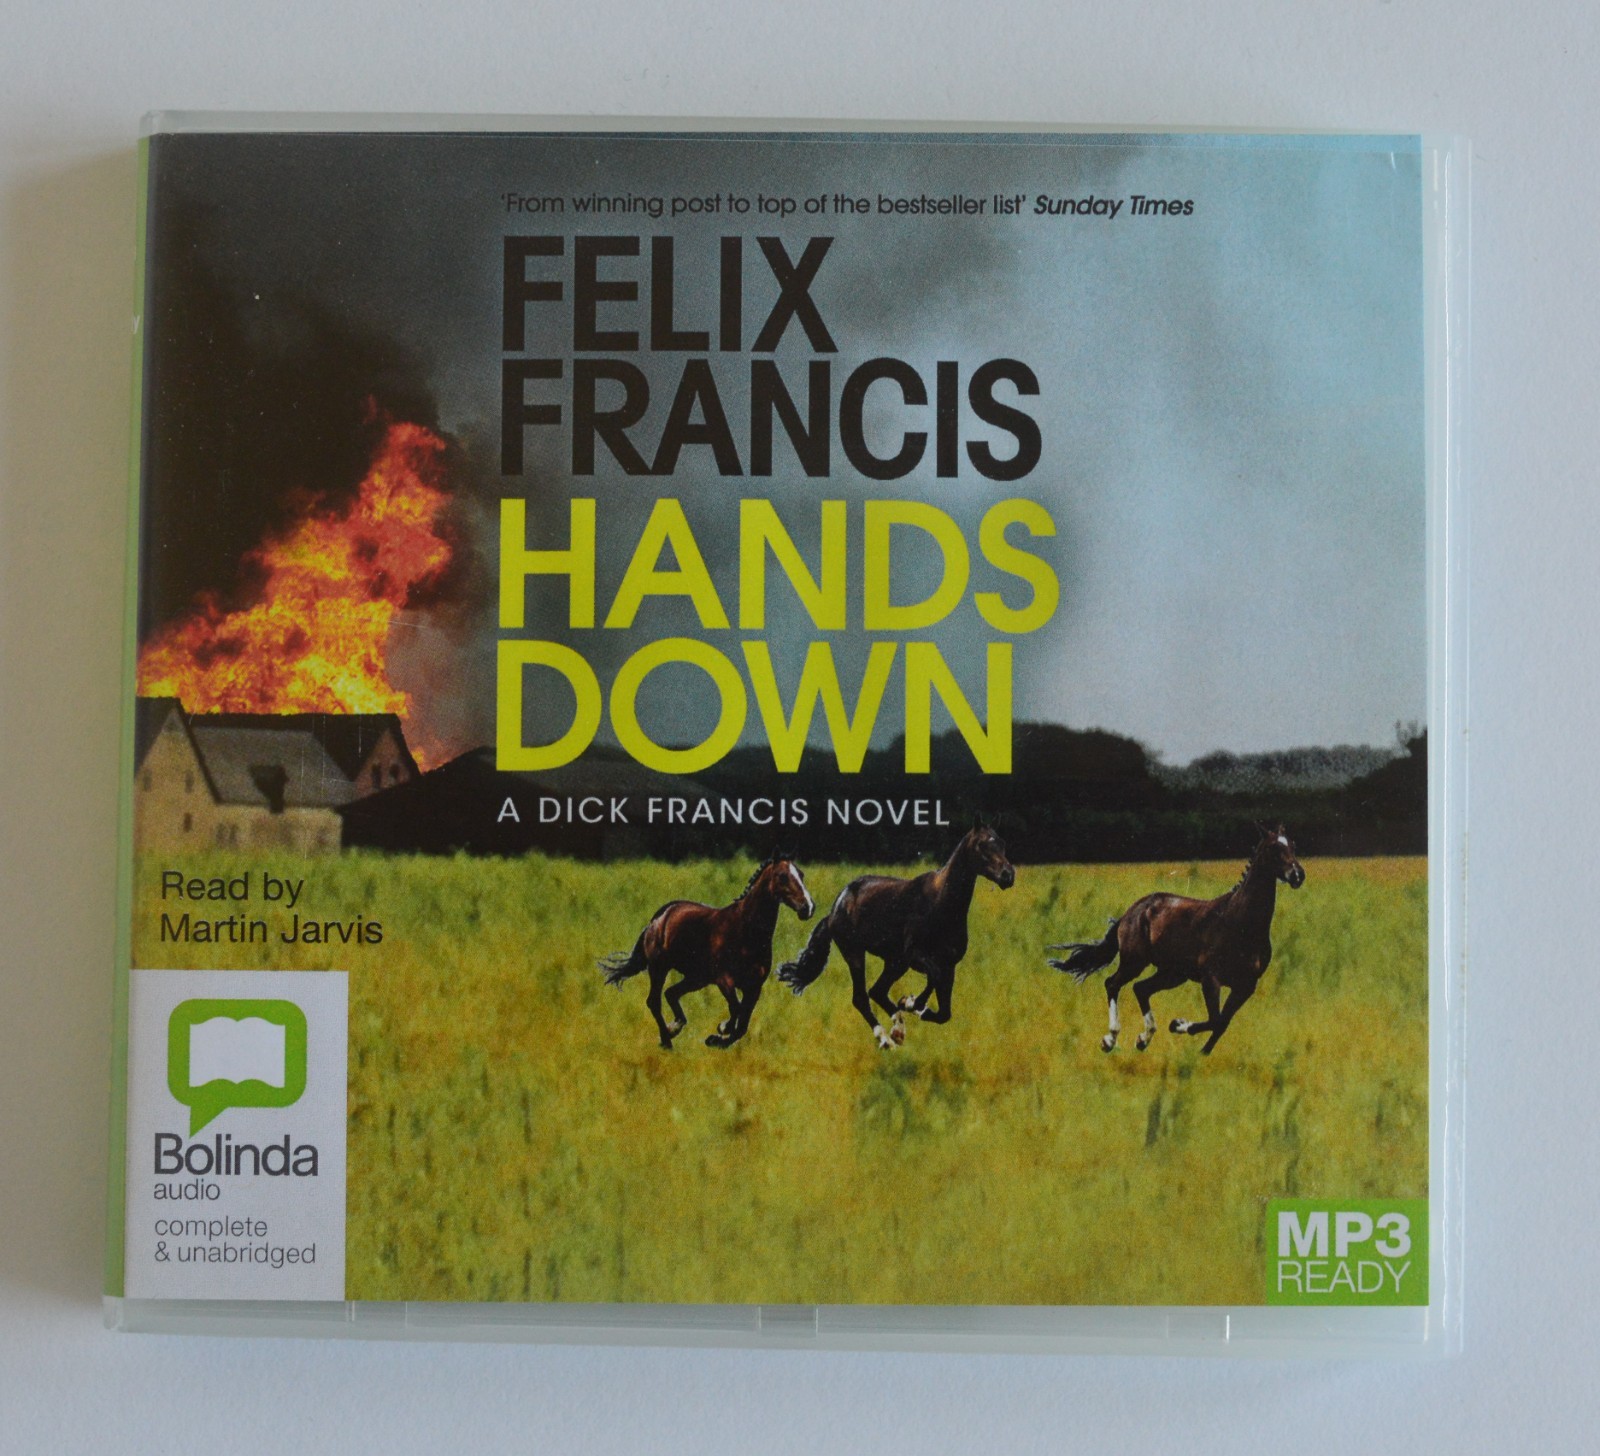 'From winning post to top of the bestseller list' Sunday Times
FELIX
FRANCIS
HANDS
DOWN
A DICK FRANCIS NOVEL
Read by
Martin Jarvis
Bolinda
audio
complete
& unabridged
MP3
READY